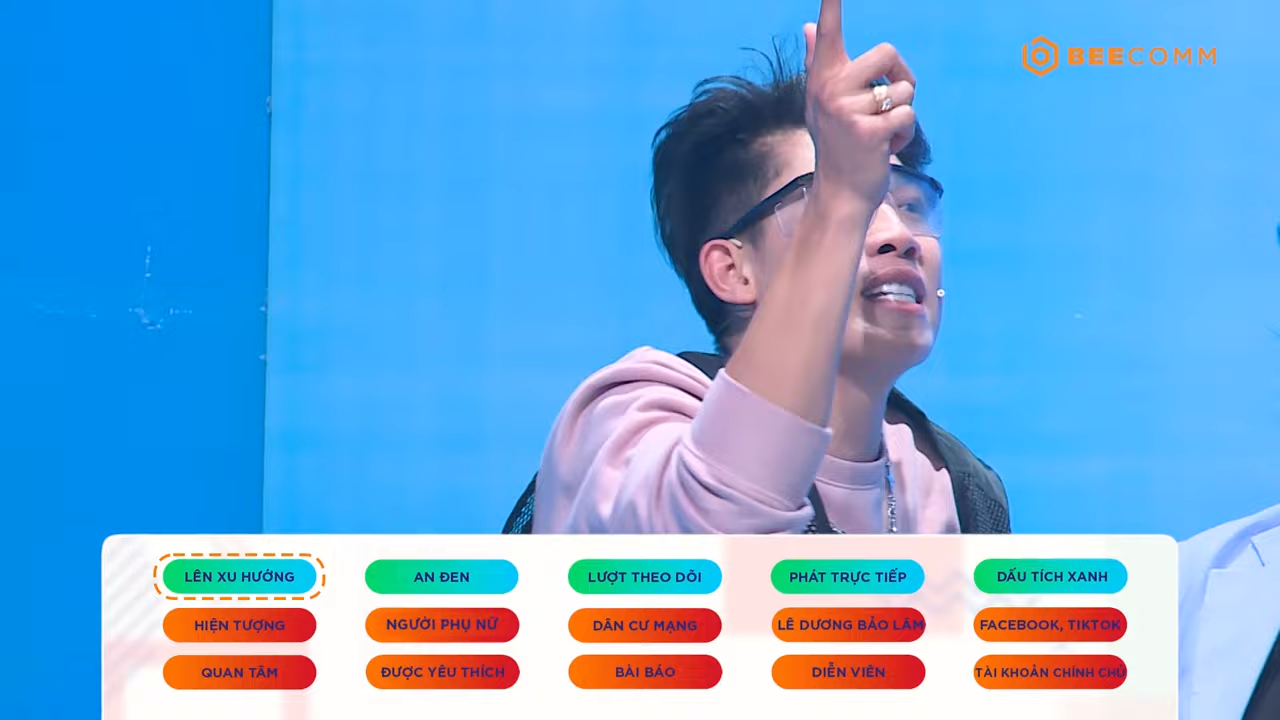 BEECOMM
LÊN XU HƯỚNG
AN ĐEN
LƯỢT THEO DÕI
PHÁT TRỰC TIẾP
DẤU TÍCH XANH
HIỆN TƯỢNG
NGƯỜI PHỤ NỮ
DÂN CƯ MẠNG
LÊ DƯƠNG BẢO LÂM
FACEBOOK, TIKTOK
QUAN TÂM
ĐƯỢC YÊU THÍCH
BÀI BÁO
DIỄN VIÊN
TÀI KHOẢN CHÍNH CHỦ